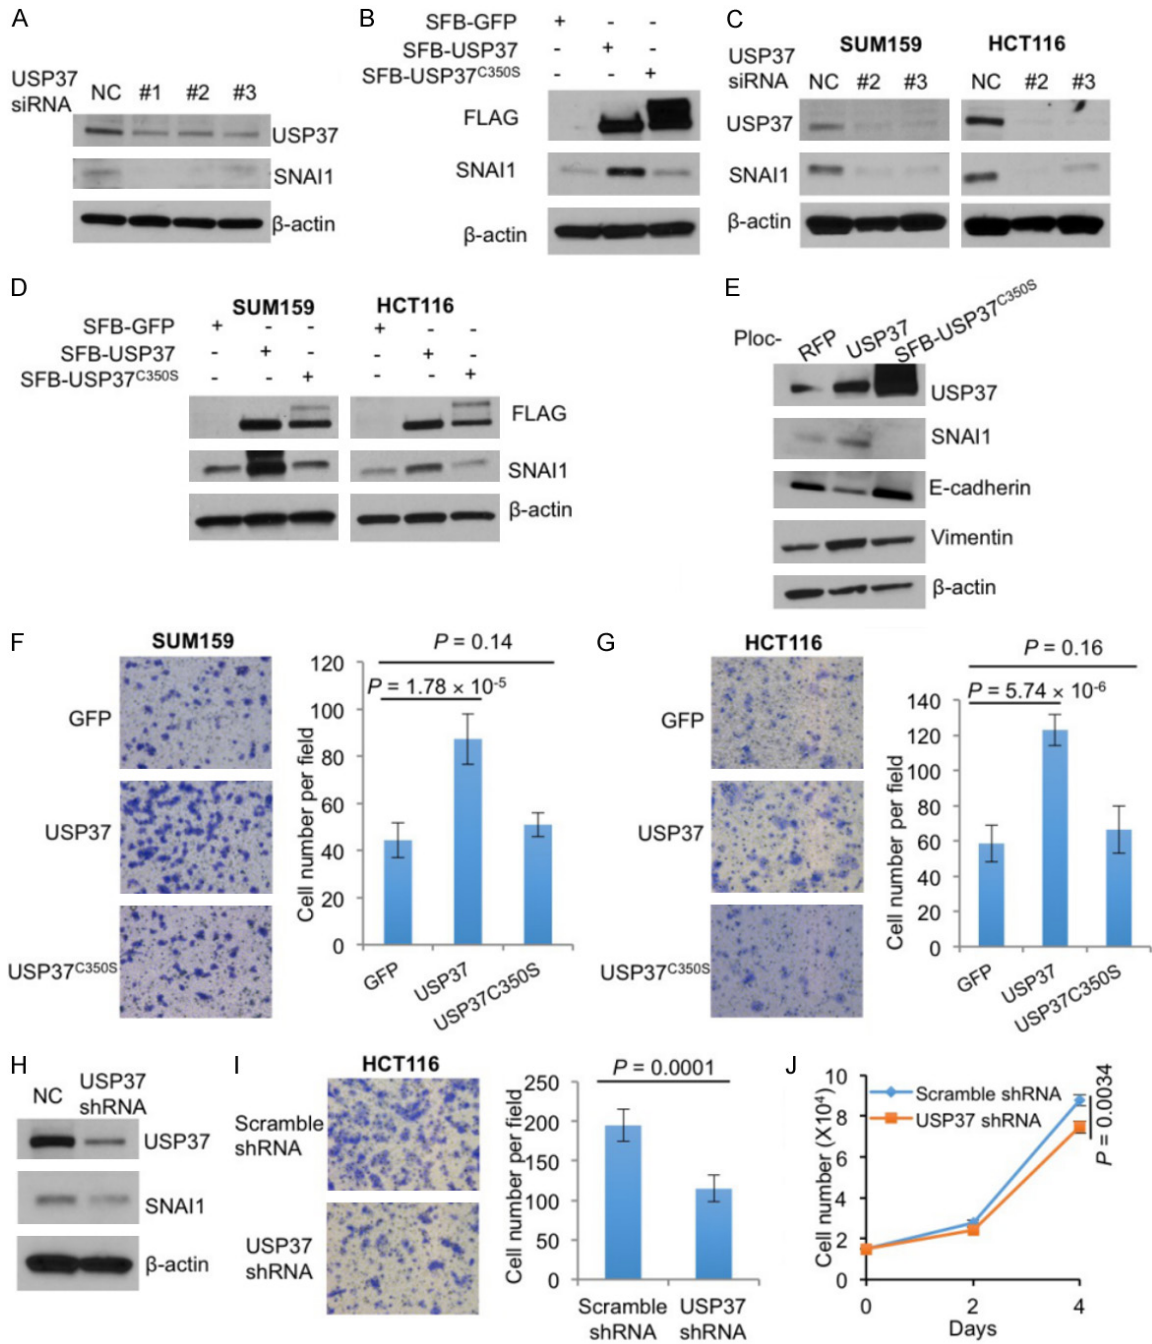 A
USP37
siRNA
NC #1 #2 #3
USP37
SNAI1
β-actin
B
SFB-GFP + - -
SFB-USP37 - + -
SFB-USP37C350S - - +
FLAG
SNAI1
β-actin
C
SUM159 HCT116
USP37
siRNA
NC #2 #3 NC #2 #3
USP37
SNAI1
β-actin
D
SUM159 HCT116
SFB-GFP + - - + - -
SFB-USP37 - + - - + -
SFB-USP37C350S - - + - - +
FLAG
SNAI1
β-actin
E
Ploc- RFP USP37 SFB-USP37C350S
USP37
SNAI1
E-cadherin
Vimentin
β-actin
F
SUM159
GFP
USP37
USP37C350S
P = 0.14
P = 1.78 × 10-5
Cell number per field
120
100
80
60
40
20
0
GFP USP37 USP37C350S
G
HCT116
GFP
USP37
USP37C350S
P = 0.16
P = 5.74 × 10-6
Cell number per field
140
120
100
80
60
40
20
0
GFP USP37 USP37C350S
H
NC USP37
shRNA
USP37
SNAI1
β-actin
I
HCT116
Scramble
shRNA
USP37
shRNA
P = 0.0001
Cell number per field
250
200
150
100
50
0
Scramble
shRNA
USP37
shRNA
J
Scramble shRNA
USP37 shRNA
P = 0.0034
Cell number (X10⁴)
10
8
6
4
2
0
0 2 4
Days